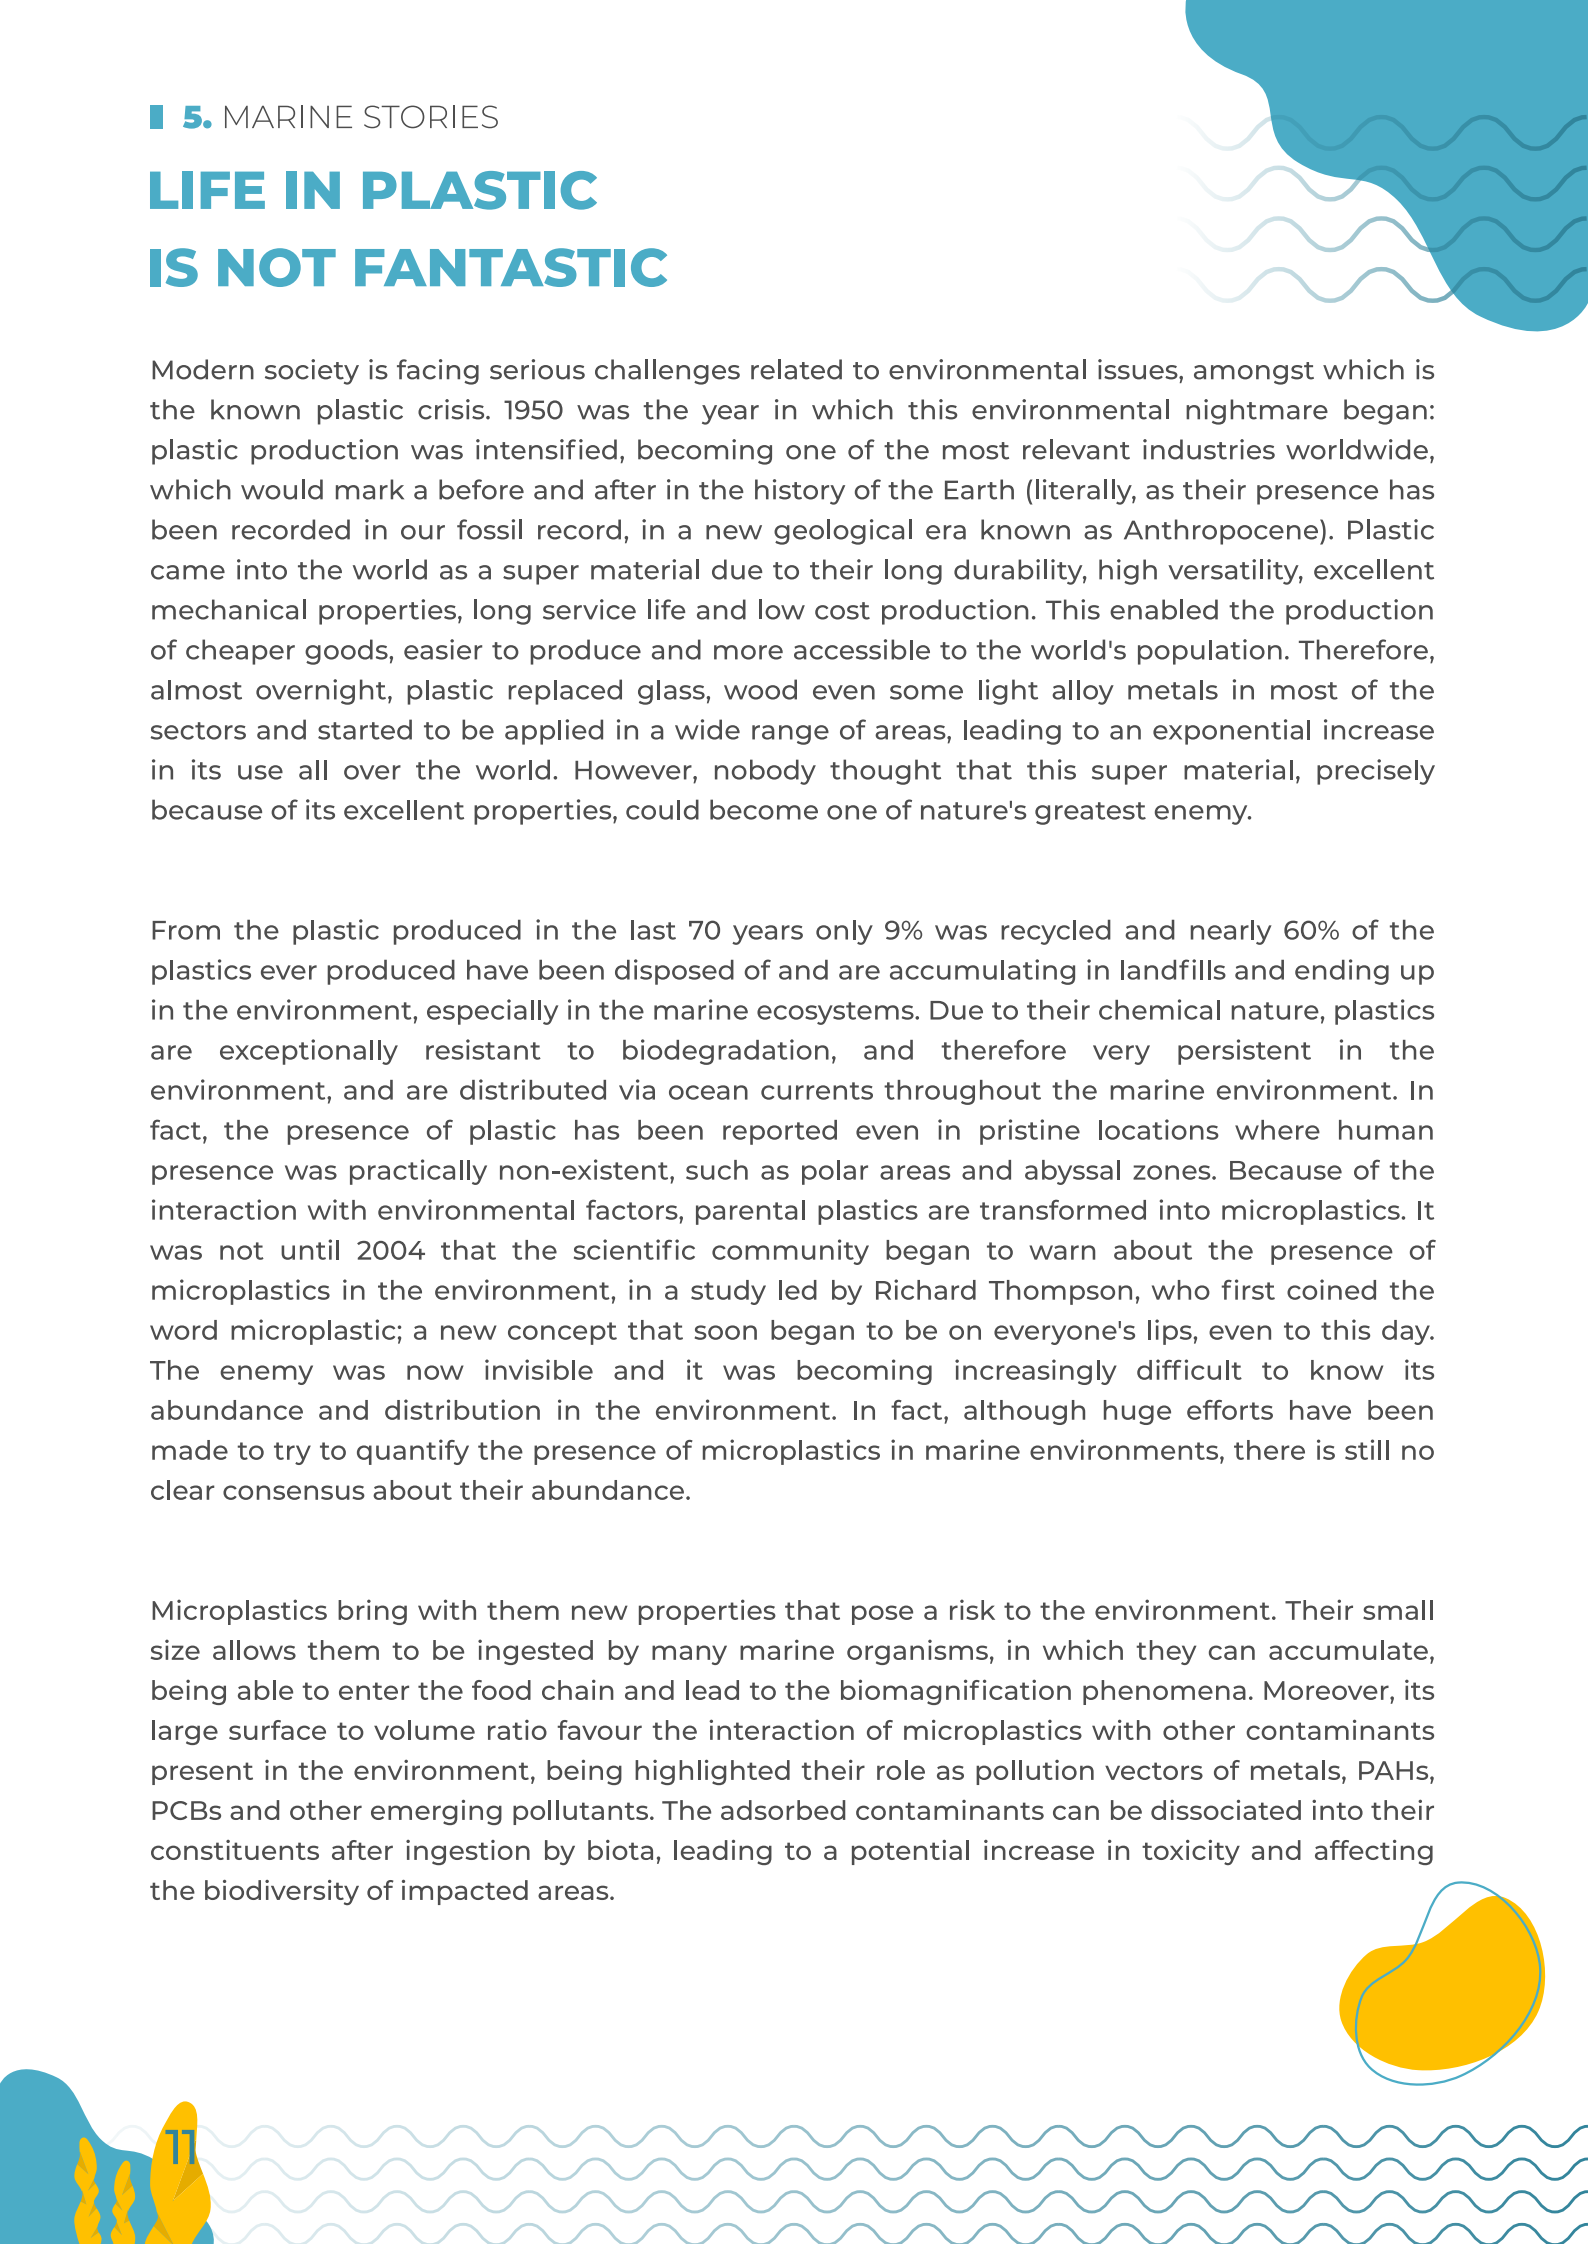 5. MARINE STORIES
LIFE IN PLASTIC
IS NOT FANTASTIC
Modern society is facing serious challenges related to environmental issues, amongst which is
the known plastic crisis. 1950 was the year in which this environmental nightmare began:
plastic production was intensified, becoming one of the most relevant industries worldwide,
which would mark a before and after in the history of the Earth (literally, as their presence has
been recorded in our fossil record, in a new geological era known as Anthropocene). Plastic
came into the world as a super material due to their long durability, high versatility, excellent
mechanical properties, long service life and low cost production. This enabled the production
of cheaper goods, easier to produce and more accessible to the world's population. Therefore,
almost overnight, plastic replaced glass, wood even some light alloy metals in most of the
sectors and started to be applied in a wide range of areas, leading to an exponential increase
in its use all over the world. However, nobody thought that this super material, precisely
because of its excellent properties, could become one of nature's greatest enemy.
From the plastic produced in the last 70 years only 9% was recycled and nearly 60% of the
plastics ever produced have been disposed of and are accumulating in landfills and ending up
in the environment, especially in the marine ecosystems. Due to their chemical nature, plastics
are exceptionally resistant to biodegradation, and therefore very persistent in the
environment, and are distributed via ocean currents throughout the marine environment. In
fact, the presence of plastic has been reported even in pristine locations where human
presence was practically non-existent, such as polar areas and abyssal zones. Because of the
interaction with environmental factors, parental plastics are transformed into microplastics. It
was not until 2004 that the scientific community began to warn about the presence of
microplastics in the environment, in a study led by Richard Thompson, who first coined the
word microplastic; a new concept that soon began to be on everyone's lips, even to this day.
The enemy was now invisible and it was becoming increasingly difficult to know its
abundance and distribution in the environment. In fact, although huge efforts have been
made to try to quantify the presence of microplastics in marine environments, there is still no
clear consensus about their abundance.
Microplastics bring with them new properties that pose a risk to the environment. Their small
size allows them to be ingested by many marine organisms, in which they can accumulate,
being able to enter the food chain and lead to the biomagnification phenomena. Moreover, its
large surface to volume ratio favour the interaction of microplastics with other contaminants
present in the environment, being highlighted their role as pollution vectors of metals, PAHs,
PCBs and other emerging pollutants. The adsorbed contaminants can be dissociated into their
constituents after ingestion by biota, leading to a potential increase in toxicity and affecting
the biodiversity of impacted areas.
11